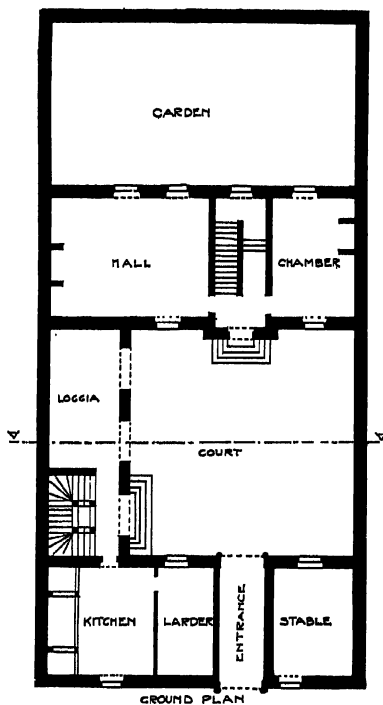 GARDEN
HALL
CHAMBER
LOGGIA
A
A
COURT
KITCHEN
LARDER
ENTRANCE
STABLE
GROUND PLAN